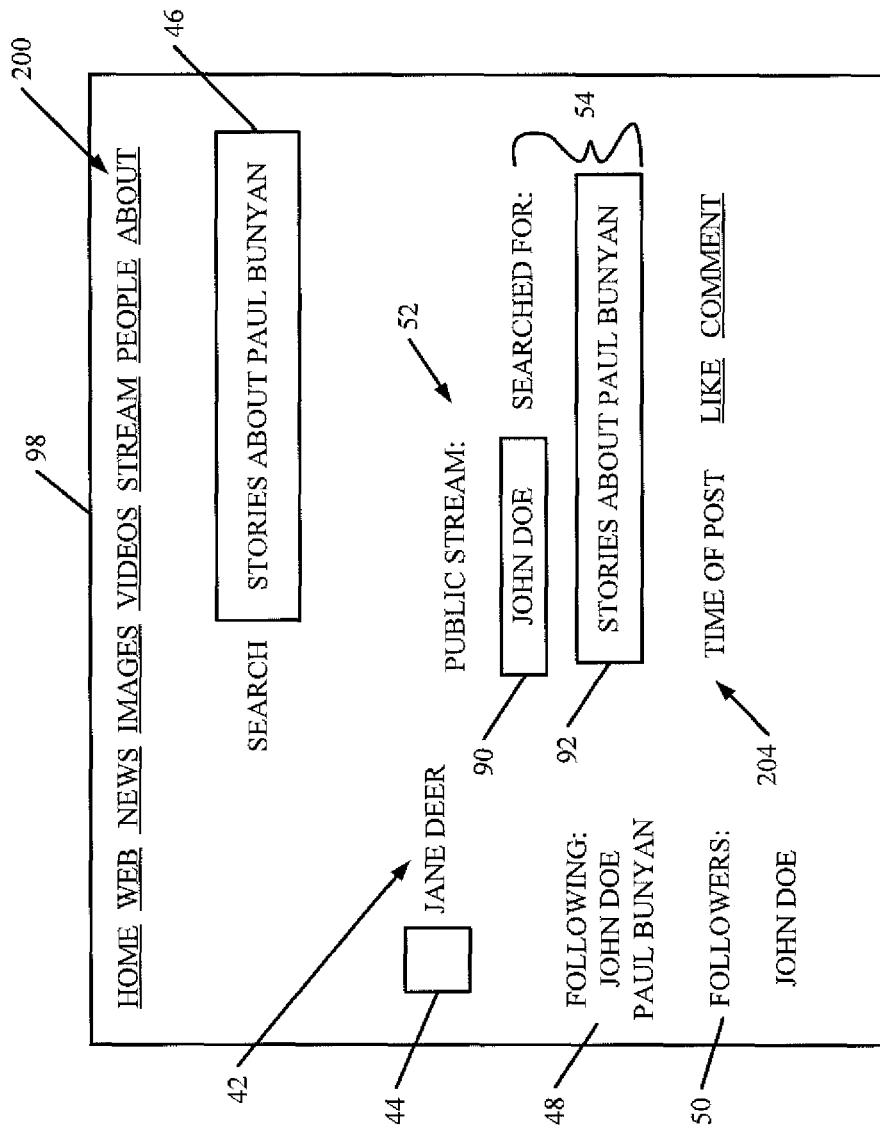 98
200
HOME WEB NEWS IMAGES VIDEOS STREAM PEOPLE ABOUT
46
SEARCH STORIES ABOUT PAUL BUNYAN
42
44
JANE DEER
PUBLIC STREAM:
52
90
JOHN DOE SEARCHED FOR:
54
92
STORIES ABOUT PAUL BUNYAN
48
FOLLOWING:
JOHN DOE
PAUL BUNYAN
204
TIME OF POST LIKE COMMENT
50
FOLLOWERS:
JOHN DOE